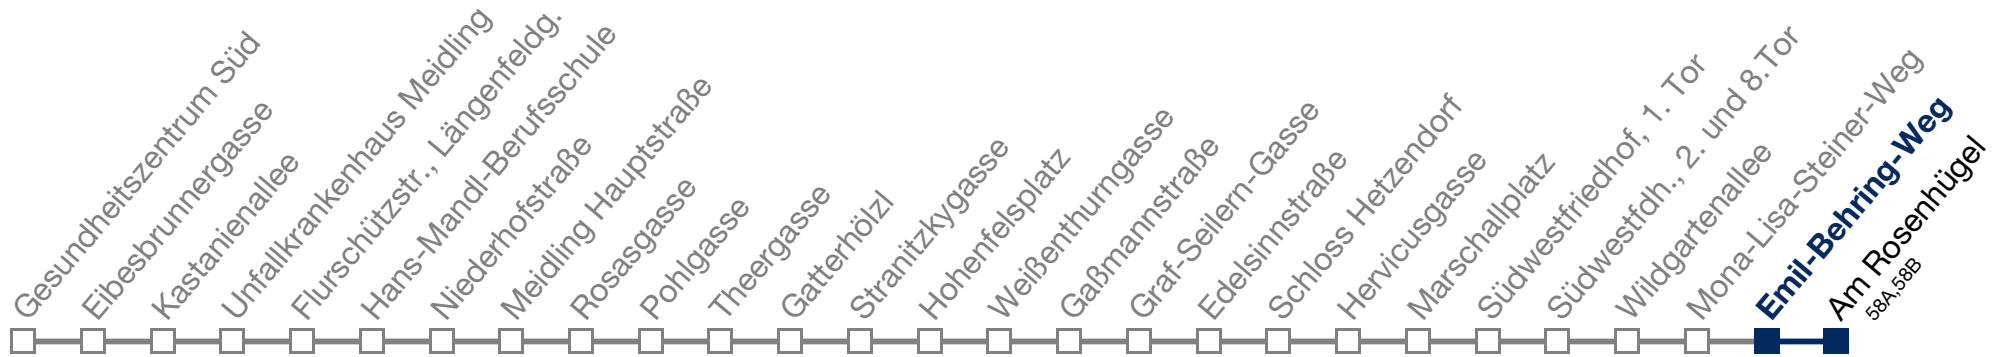 Gesundheitszentrum Süd
Eibesbrunnergasse
Kastanienallee
Unfallkrankenhaus Meidling
Flurschützstr., Längenfeldg.
Hans-Mandl-Berufsschule
Niederhofstraße
Meidling Hauptstraße
Rosasgasse
Pohlgasse
Theergasse
Gatterhölzl
Stranitzkygasse
Hohenfelsplatz
Weißenthurngasse
Gaßmannstraße
Graf-Seilern-Gasse
Edelsinnstraße
Schloss Hetzendorf
Hervicusgasse
Marschallplatz
Südwestfriedhof, 1. Tor
Südwestfdh., 2. und 8.Tor
Wildgartenallee
Mona-Lisa-Steiner-Weg
Emil-Behring-Weg
Am Rosenhügel
58A,58B